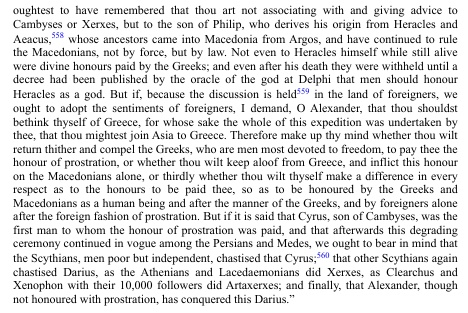 oughtest to have remembered that thou art not associating with and giving advice to
Cambyses or Xerxes, but to the son of Philip, who derives his origin from Heracles and
Aeacus,558 whose ancestors came into Macedonia from Argos, and have continued to rule
the Macedonians, not by force, but by law. Not even to Heracles himself while still alive
were divine honours paid by the Greeks; and even after his death they were withheld until a
decree had been published by the oracle of the god at Delphi that men should honour
Heracles as a god. But if, because the discussion is held559 in the land of foreigners, we
ought to adopt the sentiments of foreigners, I demand, O Alexander, that thou shouldst
bethink thyself of Greece, for whose sake the whole of this expedition was undertaken by
thee, that thou mightest join Asia to Greece. Therefore make up thy mind whether thou wilt
return thither and compel the Greeks, who are men most devoted to freedom, to pay thee the
honour of prostration, or whether thou wilt keep aloof from Greece, and inflict this honour
on the Macedonians alone, or thirdly whether thou wilt thyself make a difference in every
respect as to the honours to be paid thee, so as to be honoured by the Greeks and
Macedonians as a human being and after the manner of the Greeks, and by foreigners alone
after the foreign fashion of prostration. But if it is said that Cyrus, son of Cambyses, was the
first man to whom the honour of prostration was paid, and that afterwards this degrading
ceremony continued in vogue among the Persians and Medes, we ought to bear in mind that
the Scythians, men poor but independent, chastised that Cyrus;560 that other Scythians again
chastised Darius, as the Athenians and Lacedaemonians did Xerxes, as Clearchus and
Xenophon with their 10,000 followers did Artaxerxes; and finally, that Alexander, though
not honoured with prostration, has conquered this Darius.”